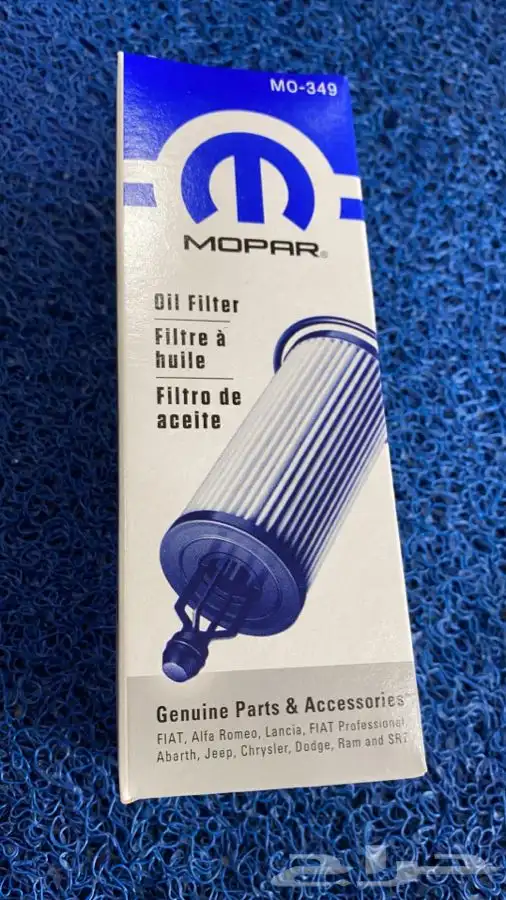 MO-349
MOPAR®
Oil Filter
Filtre à
huile
Filtro de
aceite
Genuine Parts & Accessories
FIAT, Alfa Romeo, Lancia, FIAT Professional,
Abarth, Jeep, Chrysler, Dodge, Ram and SRT
حراج